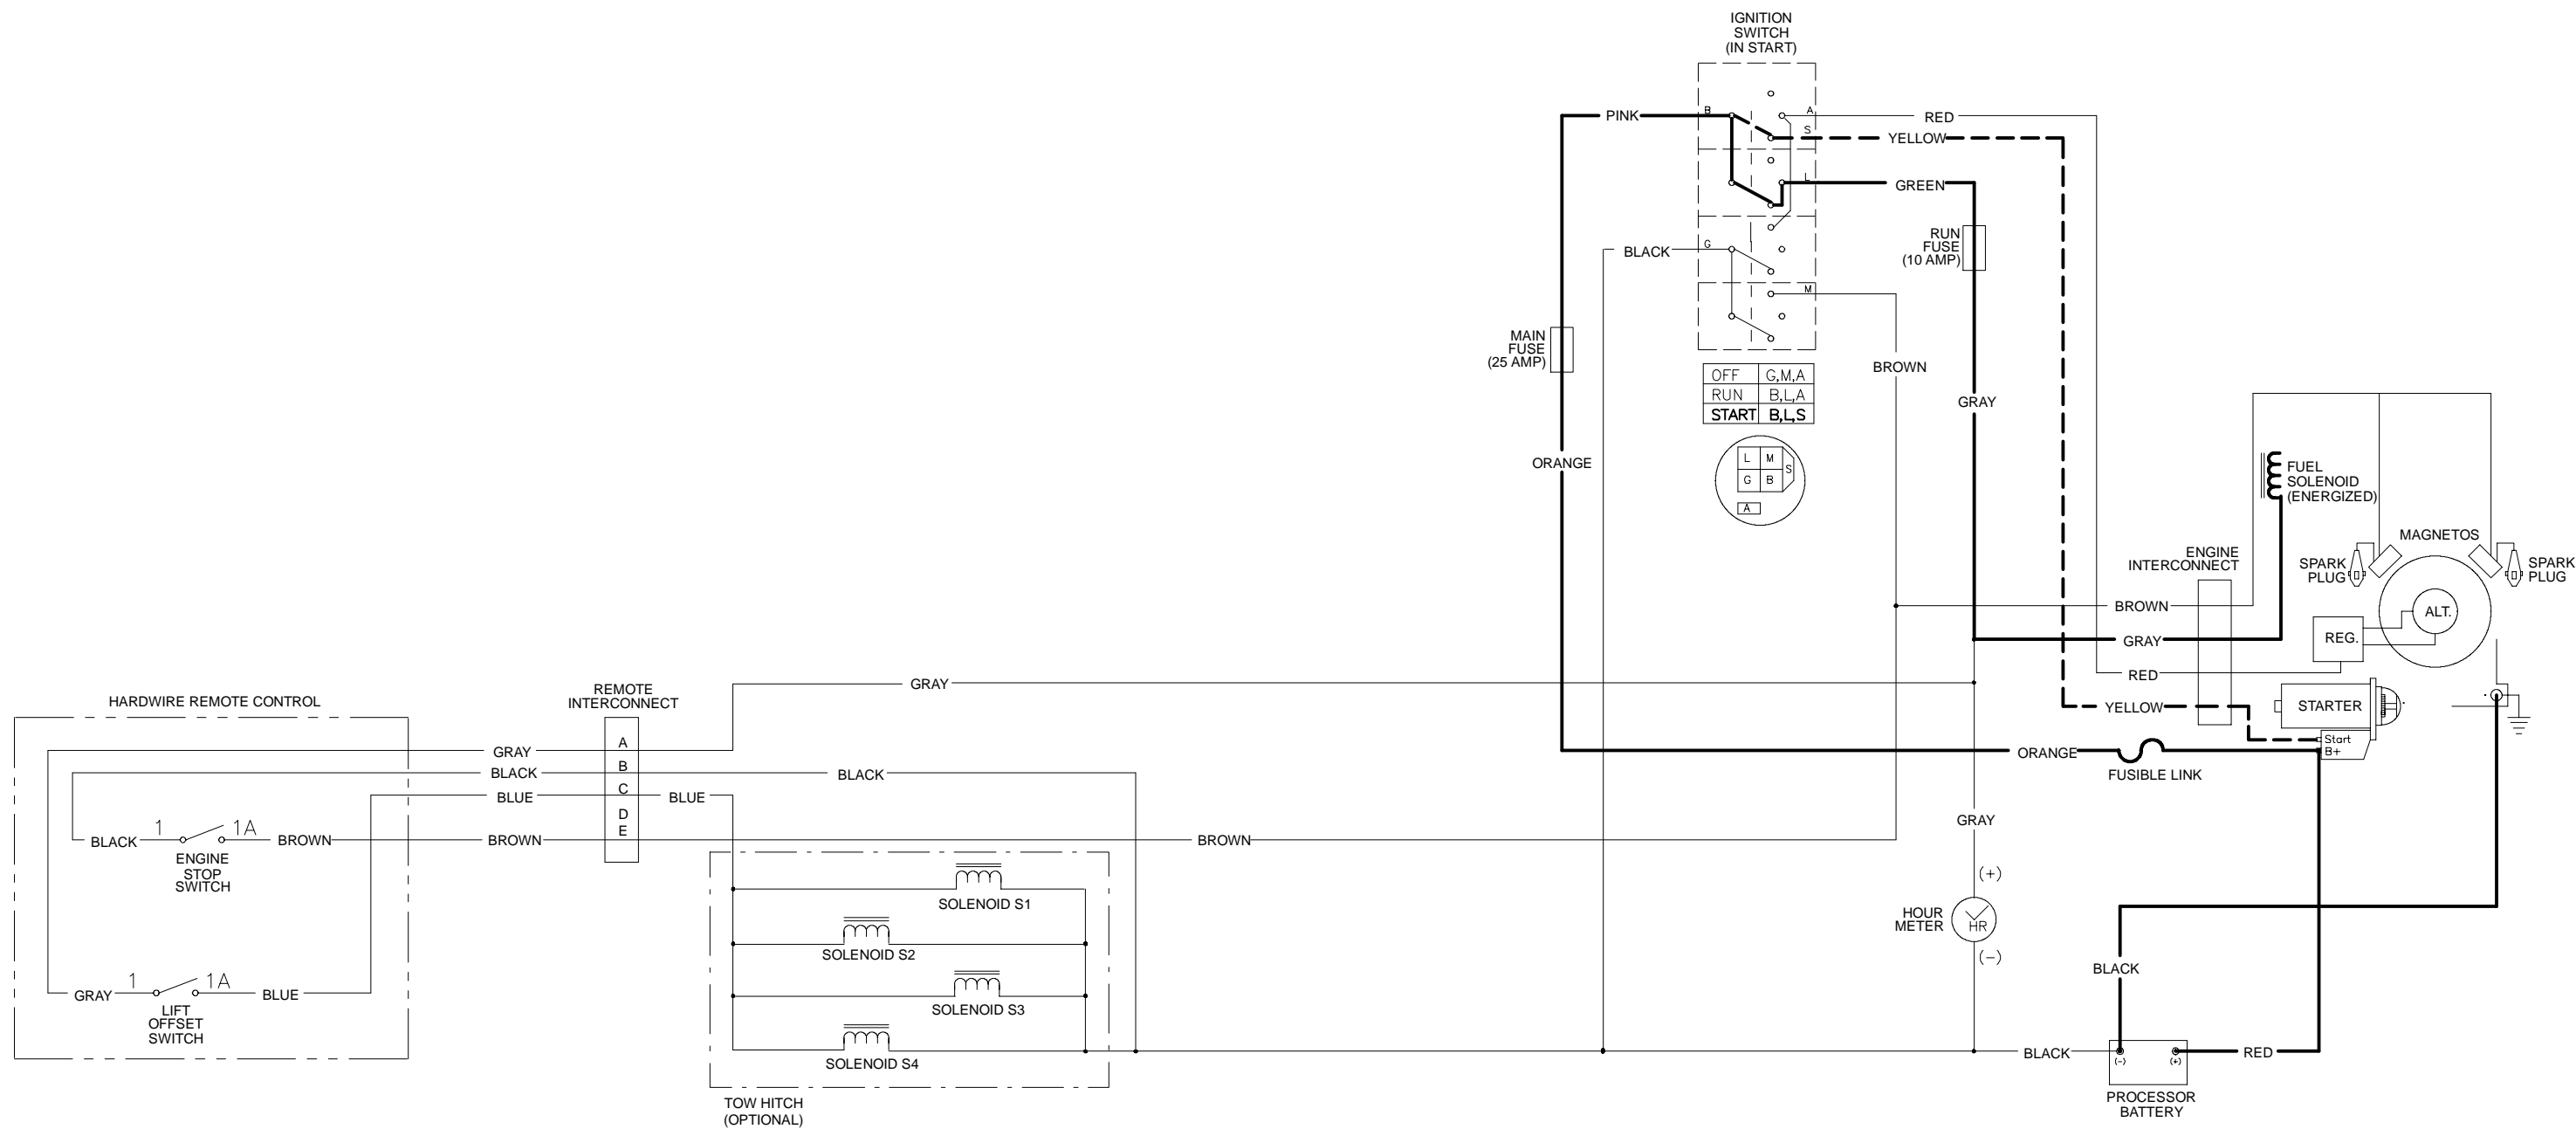 IGNITION
SWITCH
(IN START)
B
A
PINK
RED
S
YELLOW
L
GREEN
G
BLACK
RUN
FUSE
(10 AMP)
M
MAIN
FUSE
(25 AMP)
BROWN
OFF G,M,A
RUN B,L,A
START B,L,S
GRAY
L M
S
G B
A
ORANGE
FUEL
SOLENOID
(ENERGIZED)
MAGNETOS
ENGINE
INTERCONNECT
SPARK
PLUG
SPARK
PLUG
BROWN
ALT.
GRAY
REG.
RED
YELLOW
STARTER
Start
B+
ORANGE
FUSIBLE LINK
HARDWIRE REMOTE CONTROL
REMOTE
INTERCONNECT
GRAY
GRAY
A
BLACK
B
BLACK
BLUE
C
BLUE
D
E
BLACK
1
1A
BROWN
BROWN
BROWN
ENGINE
STOP
SWITCH
GRAY
(+)
HOUR
METER
HR
(−)
SOLENOID S1
SOLENOID S2
SOLENOID S3
SOLENOID S4
GRAY
1
1A
BLUE
LIFT
OFFSET
SWITCH
TOW HITCH
(OPTIONAL)
BLACK
BLACK
(−)
(+)
RED
PROCESSOR
BATTERY